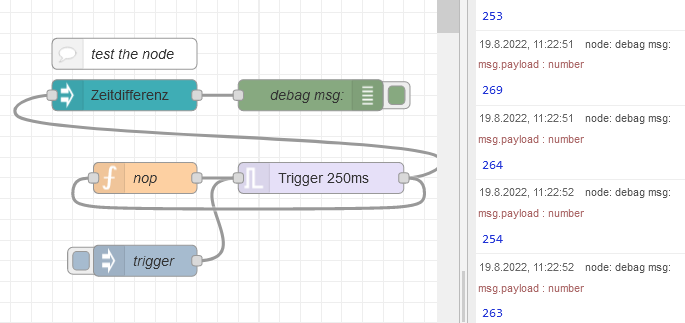 test the node
Zeitdifferenz
debag msg:
nop
Trigger 250ms
trigger
253
19.8.2022, 11:22:51 node: debag msg:
msg.payload : number
269
19.8.2022, 11:22:51 node: debag msg:
msg.payload : number
264
19.8.2022, 11:22:52 node: debag msg:
msg.payload : number
254
19.8.2022, 11:22:52 node: debag msg:
msg.payload : number
263